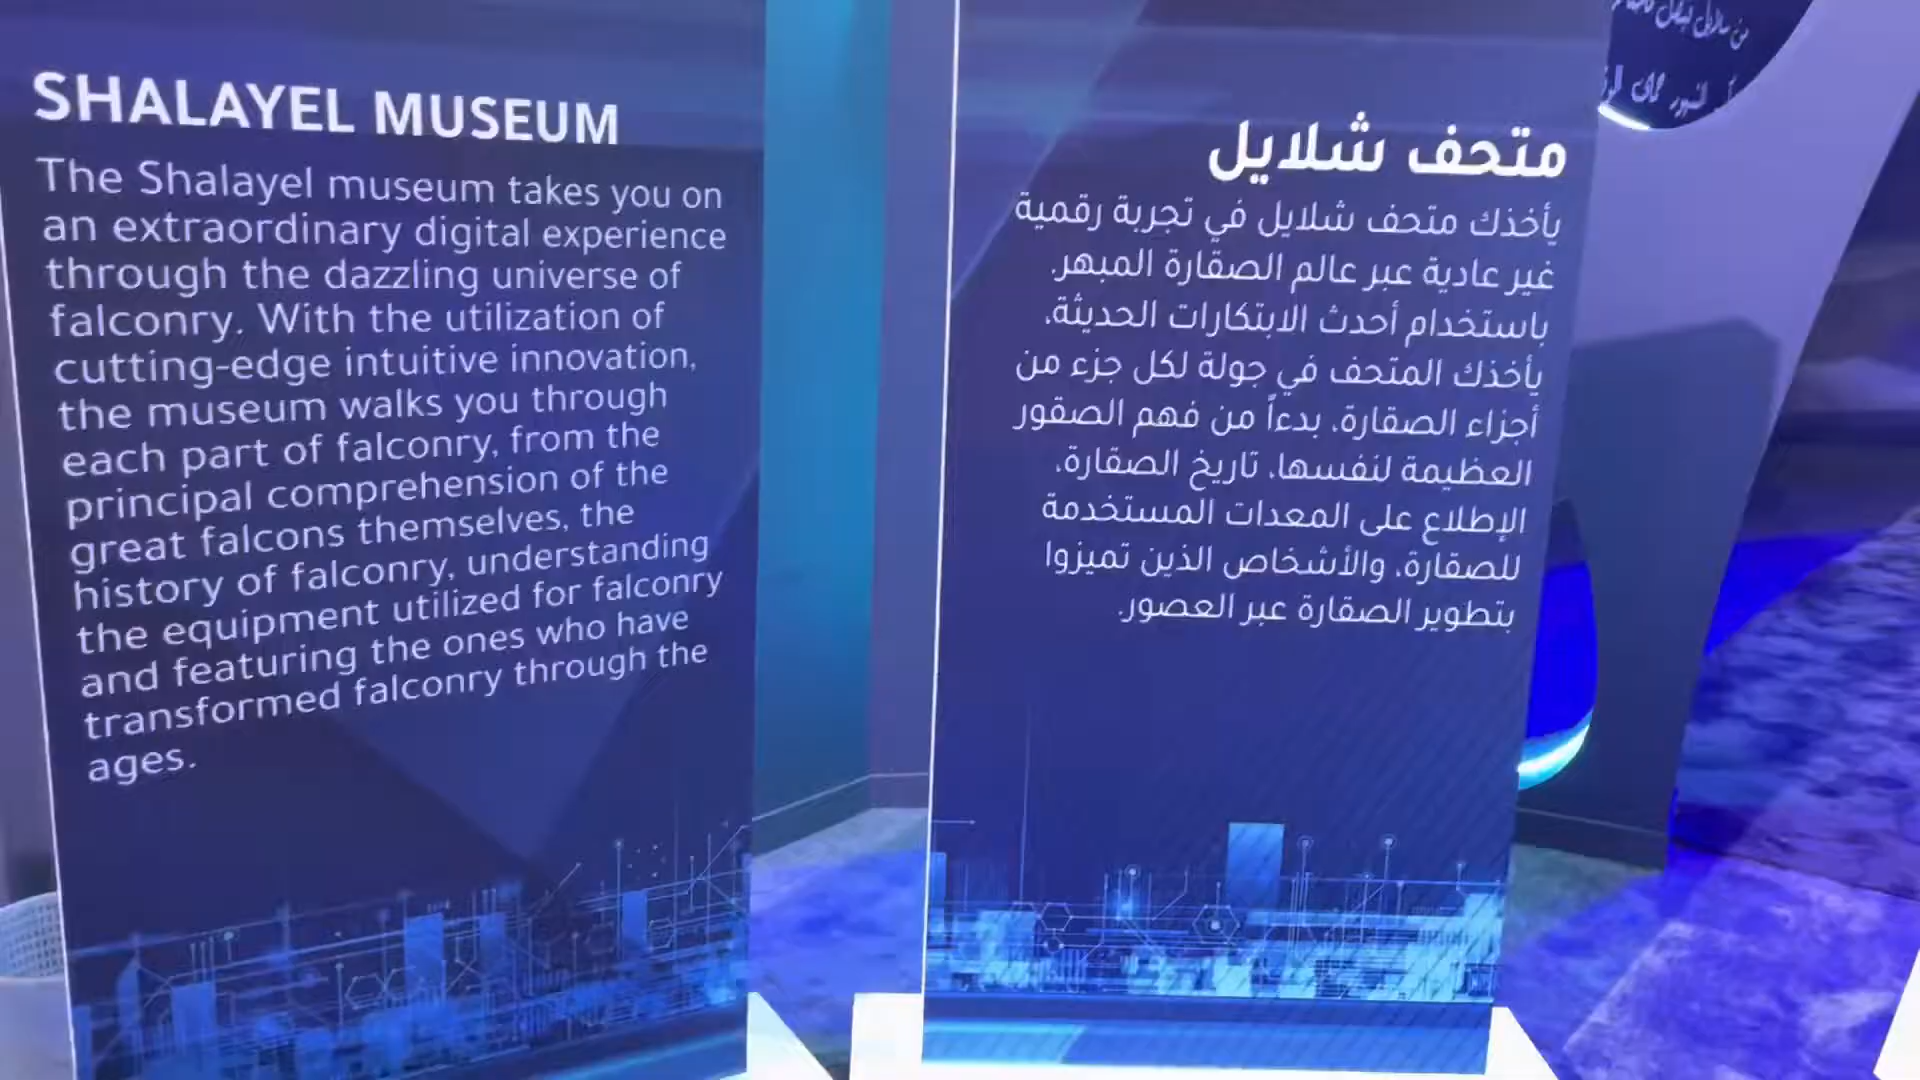 SHALAYEL MUSEUM
The Shalayel museum takes you on
an extraordinary digital experience
through the dazzling universe of
falconry. With the utilization of
cutting-edge intuitive innovation,
the museum walks you through
each part of falconry, from the
principal comprehension of the
great falcons themselves, the
history of falconry, understanding
the equipment utilized for falconry
and featuring the ones who have
transformed falconry through the
ages.
متحف شلايل
يأخذك متحف شلايل في تجربة رقمية
غير عادية عبر عالم الصقارة المبهر.
باستخدام أحدث الابتكارات الحديثة،
يأخذك المتحف في جولة لكل جزء من
أجزاء الصقارة، بدءاً من فهم الصقور
العظيمة لنفسها، تاريخ الصقارة،
الإطلاع على المعدات المستخدمة
للصقارة، والأشخاص الذين تميزوا
بتطوير الصقارة عبر العصور.